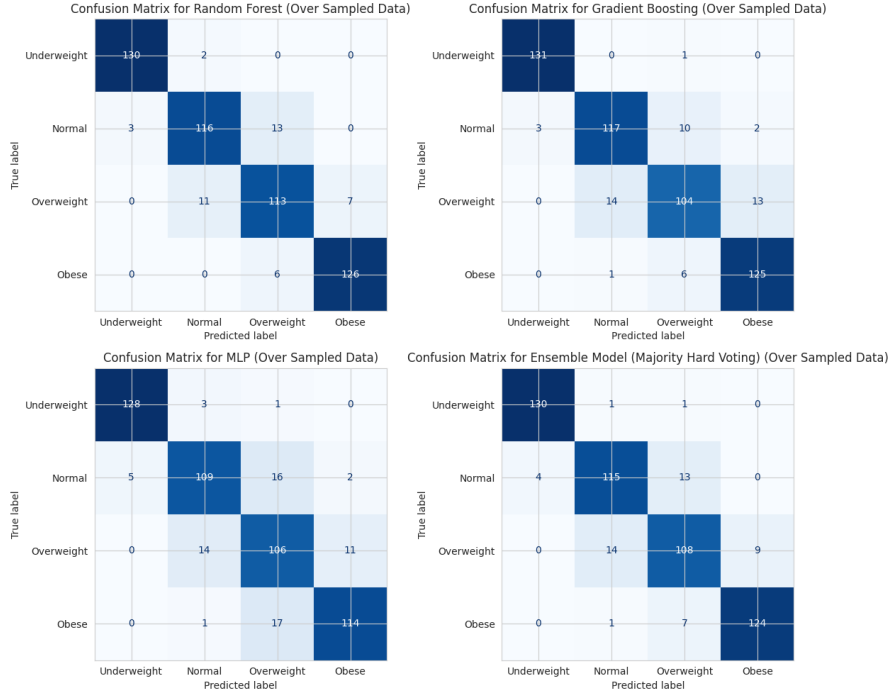 Confusion Matrix for Random Forest (Over Sampled Data)
Underweight 130 2 0 0
Normal 3 116 13 0
Overweight 0 11 113 7
Obese 0 0 6 126
True label
Underweight Normal Overweight Obese
Predicted label
Confusion Matrix for Gradient Boosting (Over Sampled Data)
Underweight 131 0 1 0
Normal 3 117 10 2
Overweight 0 14 104 13
Obese 0 1 6 125
True label
Underweight Normal Overweight Obese
Predicted label
Confusion Matrix for MLP (Over Sampled Data)
Underweight 128 3 1 0
Normal 5 109 16 2
Overweight 0 14 106 11
Obese 0 1 17 114
True label
Underweight Normal Overweight Obese
Predicted label
Confusion Matrix for Ensemble Model (Majority Hard Voting) (Over Sampled Data)
Underweight 130 1 1 0
Normal 4 115 13 0
Overweight 0 14 108 9
Obese 0 1 7 124
True label
Underweight Normal Overweight Obese
Predicted label